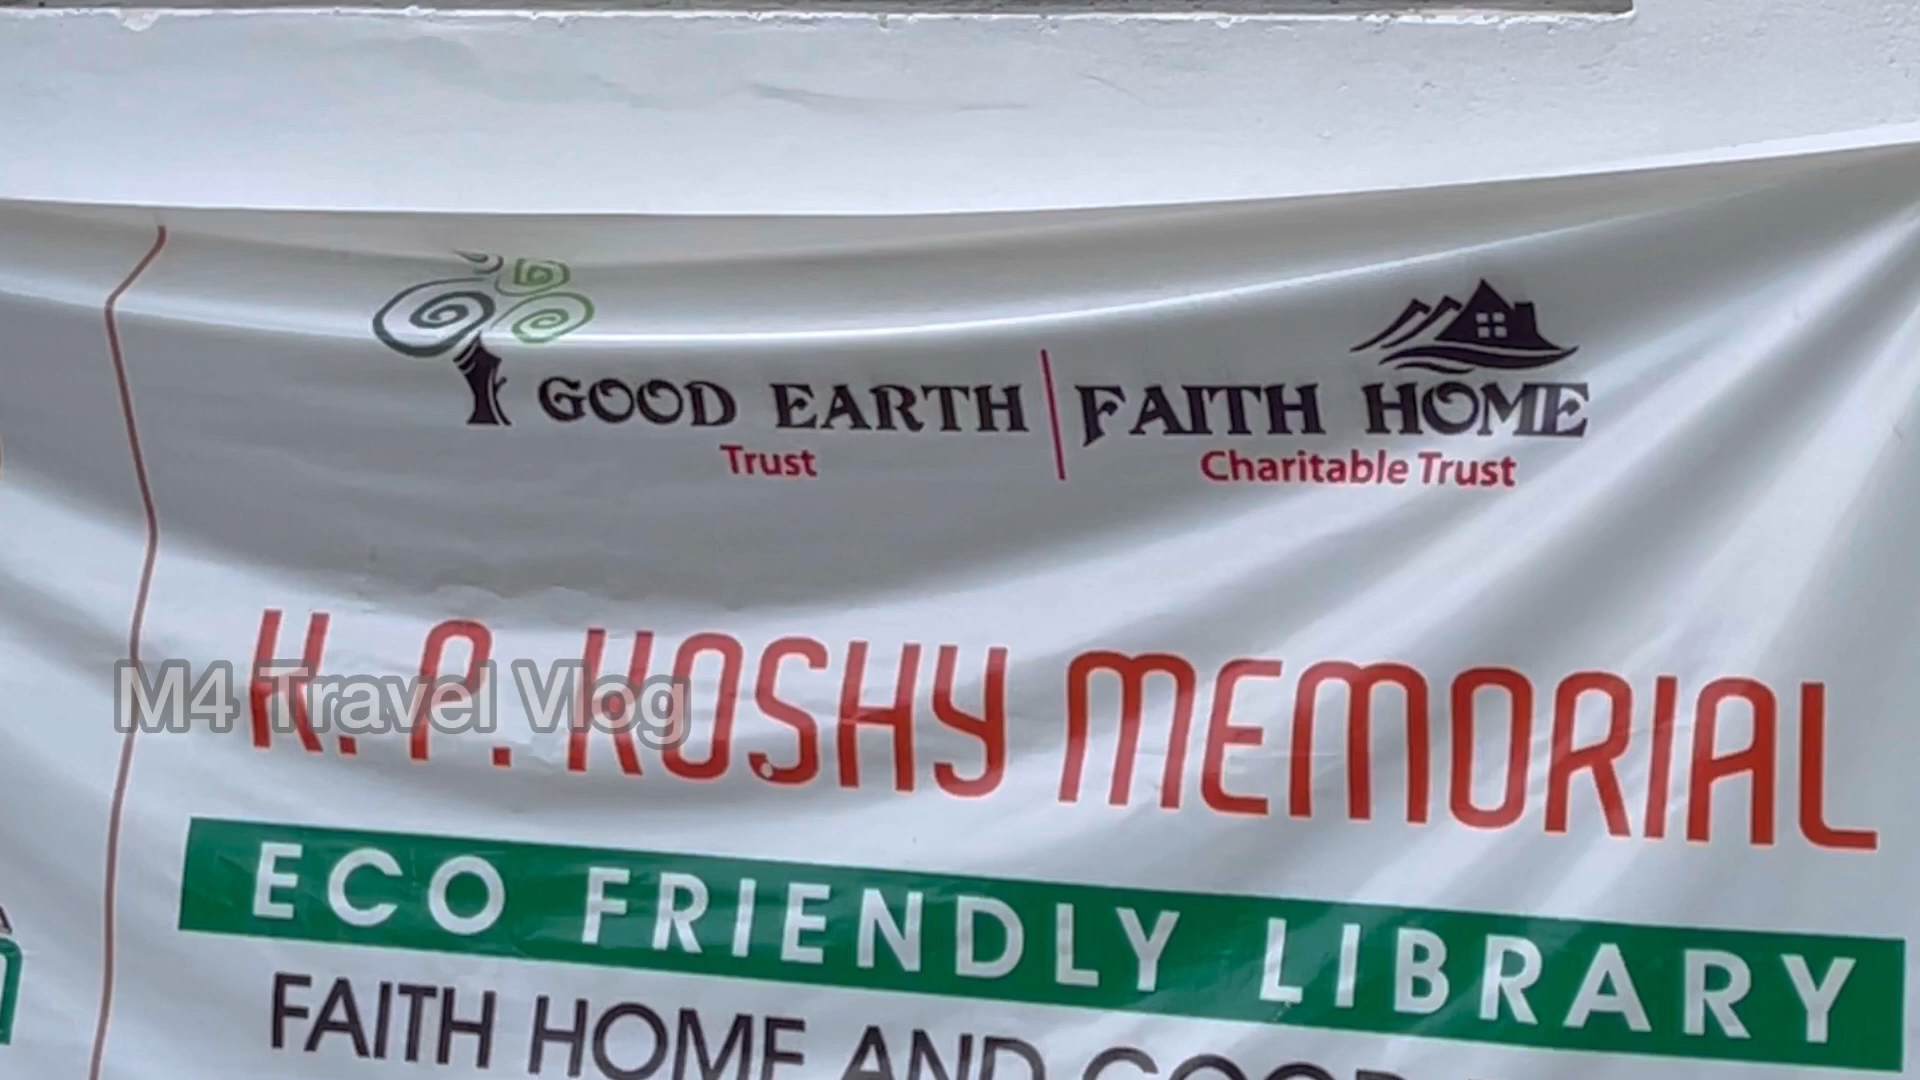 GOOD EARTH
Trust
FAITH HOME
Charitable Trust
K. P. KOSHY MEMORIAL
M4 Travel Vlog
ECO FRIENDLY LIBRARY
FAITH HOME AND GOOD